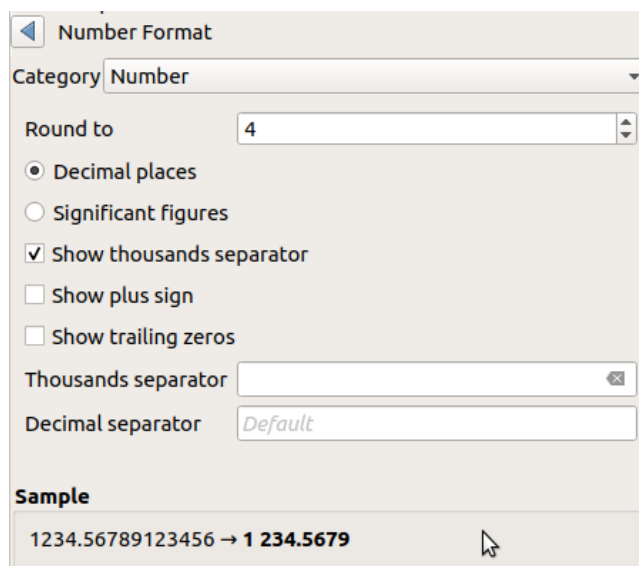 Number Format
Category Number
Round to 4
Decimal places
Significant figures
Show thousands separator
Show plus sign
Show trailing zeros
Thousands separator
Decimal separator Default
Sample
1234.56789123456 → 1 234.5679